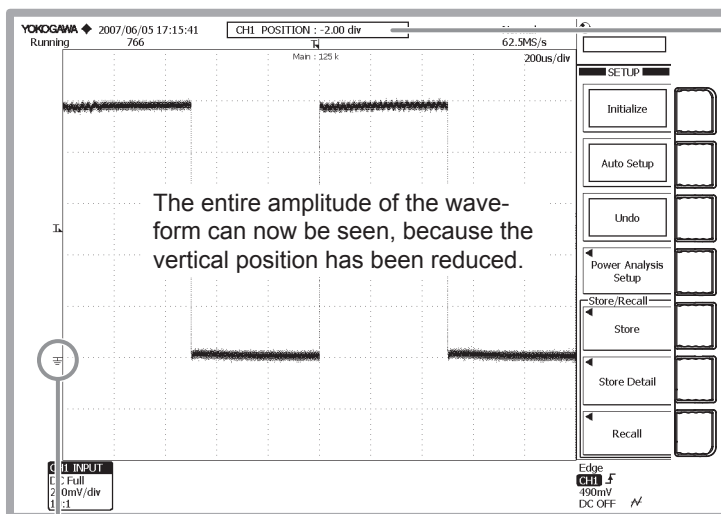 YOKOGAWA ◆ 2007/06/05 17:15:41
CH1 POSITION : -2.00 div
Running 766
62.5MS/s
Main : 125 k
200us/div
SETUP
Initialize
Auto Setup
Undo
Power Analysis
Setup
Store/Recall
Store
Store Detail
Recall
The entire amplitude of the wave-
form can now be seen, because the
vertical position has been reduced.
INPUT
Full
mV/div
:1
Edge
CH1
490mV
DC OFF